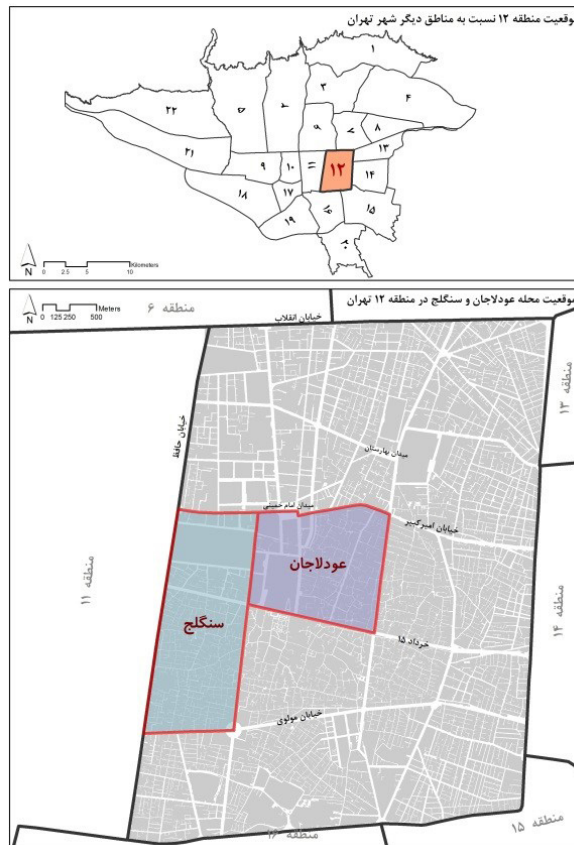 موقعیت منطقه ۱۲ نسبت به مناطق دیگر شهر تهران
۱
۳
۴
۲
۵
۲۲
۶
۷
۸
۱۳
۲۱
۹
۱۰
۱۱
۱۲
۱۴
۱۸
۱۷
۱۶
۱۵
۱۹
۲۰
N
0 2.5 5 10 Kilometers
موقعیت محله عودلاجان و سنگلج در منطقه ۱۲ تهران
N
0 125 250 500 Meters
منطقه ۶
خیابان انقلاب
منطقه ۱۳
خیابان حافظ
میدان بهارستان
میدان امام خمینی
خیابان امیرکبیر
عودلاجان
منطقه ۱۱
سنگلج
۱۵ خرداد
منطقه ۱۴
خیابان مولوی
منطقه ۱۶
منطقه ۱۵